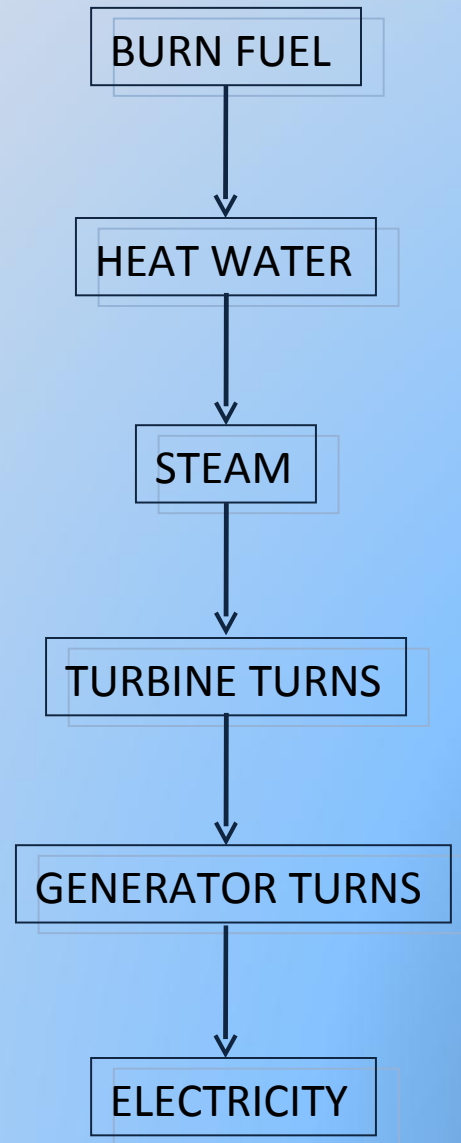 BURN FUEL
HEAT WATER
STEAM
TURBINE TURNS
GENERATOR TURNS
ELECTRICITY